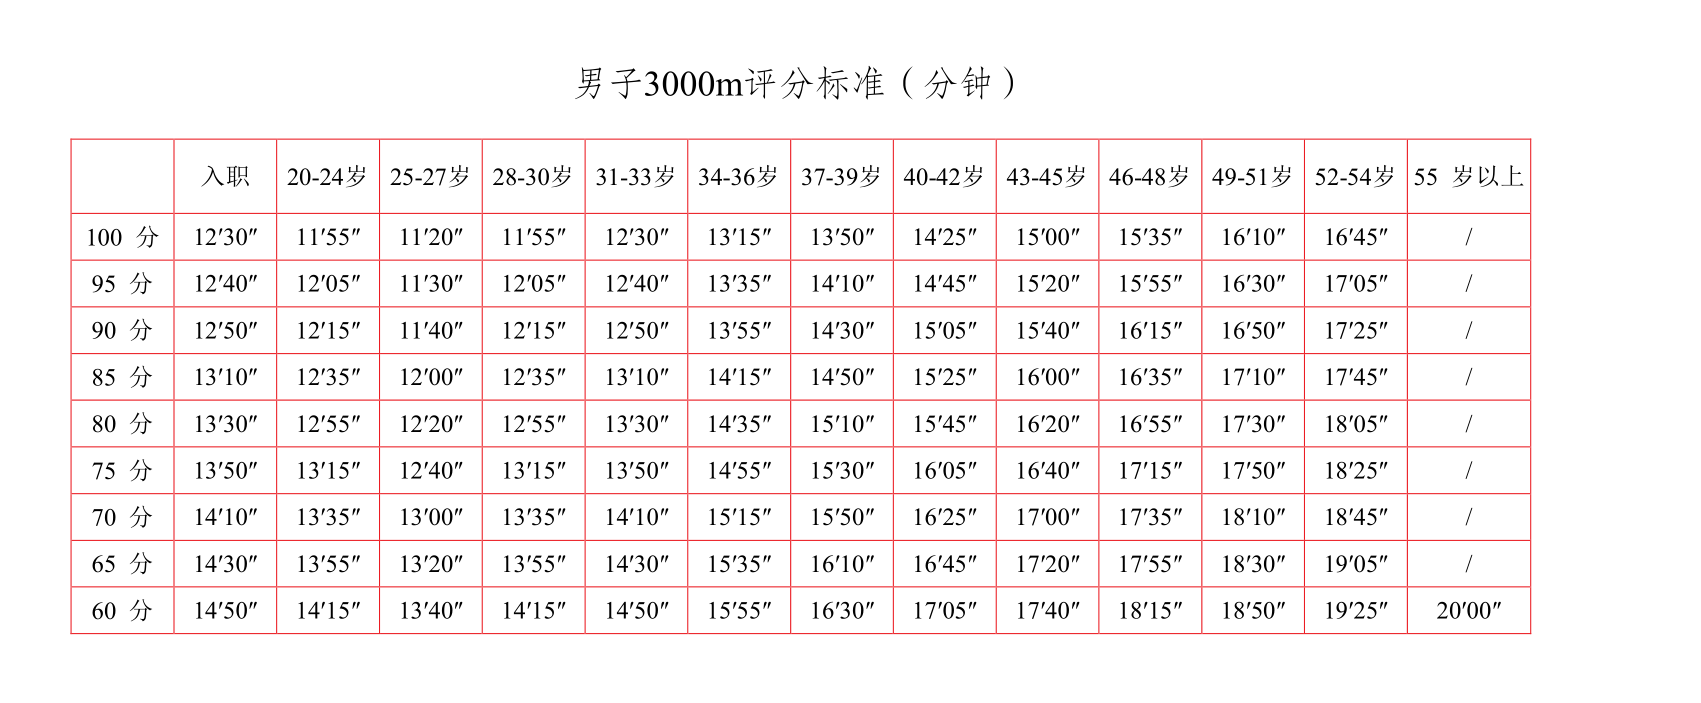 男子3000m评分标准（分钟）
入职 20-24岁 25-27岁 28-30岁 31-33岁 34-36岁 37-39岁 40-42岁 43-45岁 46-48岁 49-51岁 52-54岁 55 岁以上
100 分 12′30″ 11′55″ 11′20″ 11′55″ 12′30″ 13′15″ 13′50″ 14′25″ 15′00″ 15′35″ 16′10″ 16′45″ /
95 分 12′40″ 12′05″ 11′30″ 12′05″ 12′40″ 13′35″ 14′10″ 14′45″ 15′20″ 15′55″ 16′30″ 17′05″ /
90 分 12′50″ 12′15″ 11′40″ 12′15″ 12′50″ 13′55″ 14′30″ 15′05″ 15′40″ 16′15″ 16′50″ 17′25″ /
85 分 13′10″ 12′35″ 12′00″ 12′35″ 13′10″ 14′15″ 14′50″ 15′25″ 16′00″ 16′35″ 17′10″ 17′45″ /
80 分 13′30″ 12′55″ 12′20″ 12′55″ 13′30″ 14′35″ 15′10″ 15′45″ 16′20″ 16′55″ 17′30″ 18′05″ /
75 分 13′50″ 13′15″ 12′40″ 13′15″ 13′50″ 14′55″ 15′30″ 16′05″ 16′40″ 17′15″ 17′50″ 18′25″ /
70 分 14′10″ 13′35″ 13′00″ 13′35″ 14′10″ 15′15″ 15′50″ 16′25″ 17′00″ 17′35″ 18′10″ 18′45″ /
65 分 14′30″ 13′55″ 13′20″ 13′55″ 14′30″ 15′35″ 16′10″ 16′45″ 17′20″ 17′55″ 18′30″ 19′05″ /
60 分 14′50″ 14′15″ 13′40″ 14′15″ 14′50″ 15′55″ 16′30″ 17′05″ 17′40″ 18′15″ 18′50″ 19′25″ 20′00″